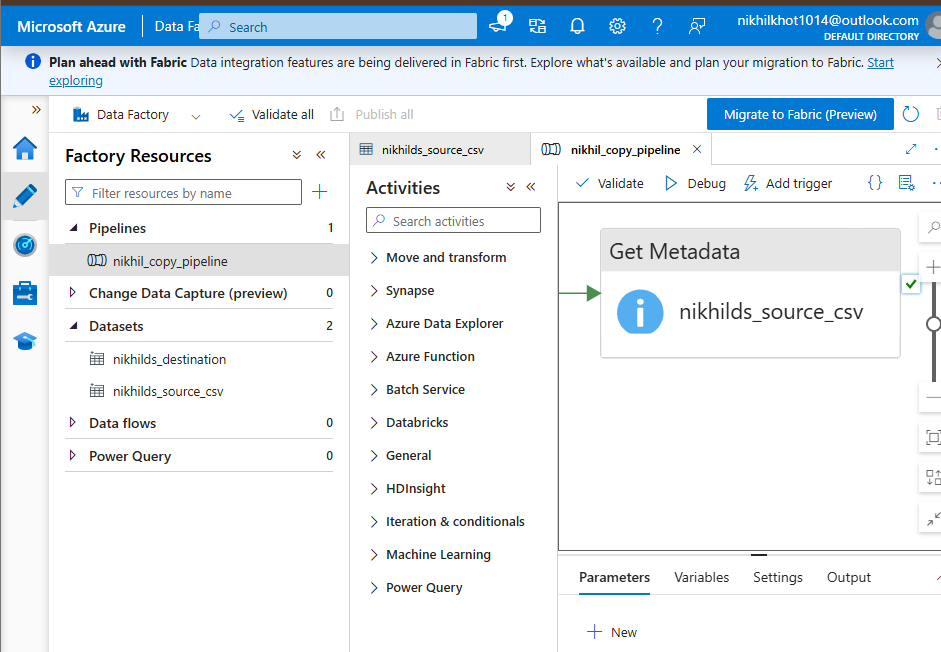 Microsoft Azure
Data Fa
Search
1
nikhilkhot1014@outlook.com
DEFAULT DIRECTORY
Plan ahead with Fabric Data integration features are being delivered in Fabric first. Explore what's available and plan your migration to Fabric. Start
exploring
Data Factory
Validate all
Publish all
Migrate to Fabric (Preview)
Factory Resources
Filter resources by name
Pipelines 1
nikhil_copy_pipeline
Change Data Capture (preview) 0
Datasets 2
nikhilds_destination
nikhilds_source_csv
Data flows 0
Power Query 0
nikhilds_source_csv
nikhil_copy_pipeline
Activities
Search activities
Move and transform
Synapse
Azure Data Explorer
Azure Function
Batch Service
Databricks
General
HDInsight
Iteration & conditionals
Machine Learning
Power Query
Validate
Debug
Add trigger
Get Metadata
nikhilds_source_csv
Parameters
Variables
Settings
Output
New